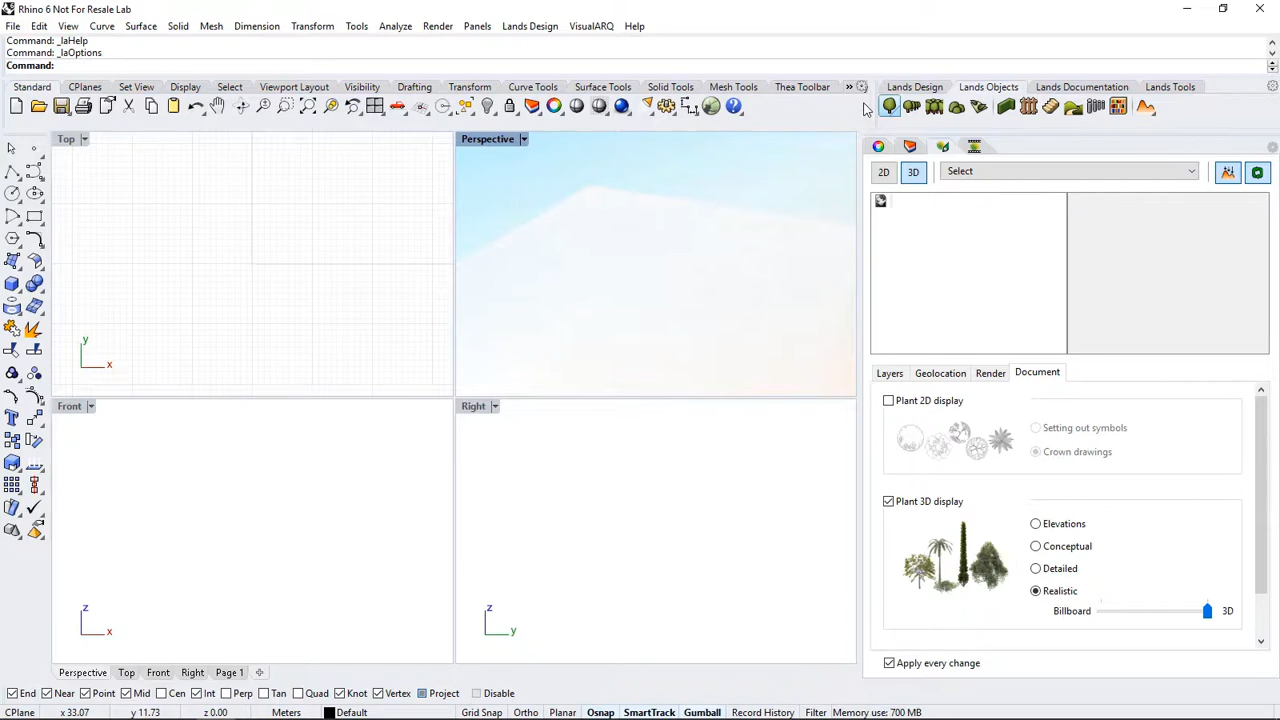 Rhino 6 Not For Resale Lab
File Edit View Curve Surface Solid Mesh Dimension Transform Tools Analyze Render Panels Lands Design VisualARQ Help
Command: _laHelp
Command: _laOptions
Command:
Standard CPlanes Set View Display Select Viewport Layout Visibility Drafting Transform Curve Tools Surface Tools Solid Tools Mesh Tools Thea Toolbar » Lands Design Lands Objects Lands Documentation Lands Tools
Top Perspective
2D 3D Select
y
x
Layers Geolocation Render Document
Plant 2D display
Front Right
Setting out symbols
Crown drawings
Plant 3D display
Elevations
Conceptual
Detailed
Realistic
Billboard 3D
z z
x y
Apply every change
Perspective Top Front Right Page 1
End Near Point Mid Cen Int Perp Tan Quad Knot Vertex Project Disable
CPlane x 33.07 y 11.73 z 0.00 Meters Default Grid Snap Ortho Planar Osnap SmartTrack Gumball Record History Filter Memory use: 700 MB